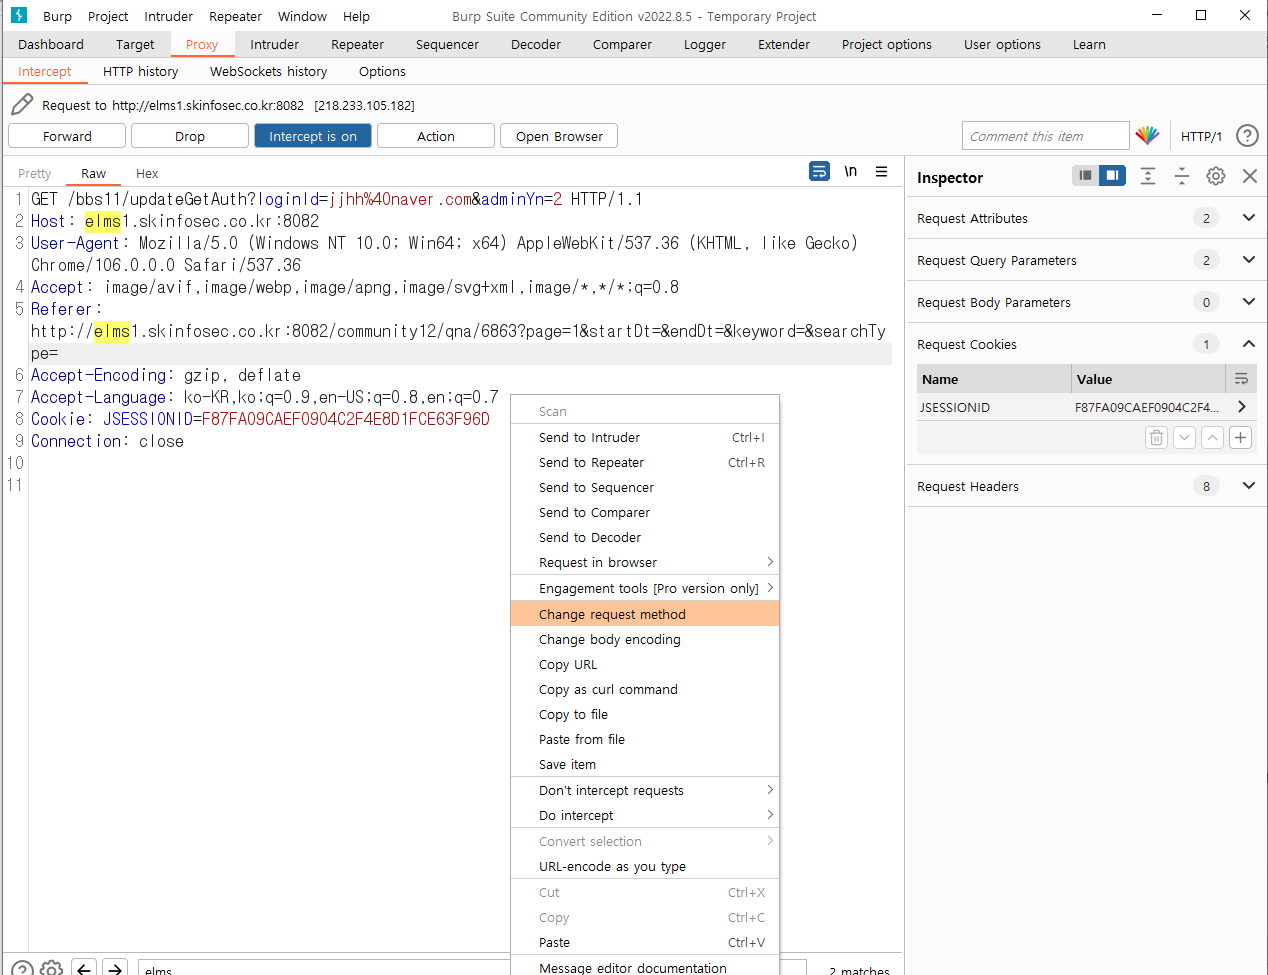 Burp Project Intruder Repeater Window Help Burp Suite Community Edition v2022.8.5 - Temporary Project
Dashboard Target Proxy Intruder Repeater Sequencer Decoder Comparer Logger Extender Project options User options Learn
Intercept HTTP history WebSockets history Options
Request to http://elms1.skinfosec.co.kr:8082 [218.233.105.182]
Forward Drop Intercept is on Action Open Browser Comment this item HTTP/1 ?
Pretty Raw Hex \n
1 GET /bbs11/updateGetAuth?loginId=jjhh%40naver.com&adminYn=2 HTTP/1.1
2 Host: elms1.skinfosec.co.kr:8082
3 User-Agent: Mozilla/5.0 (Windows NT 10.0; Win64; x64) AppleWebKit/537.36 (KHTML, like Gecko)
Chrome/106.0.0.0 Safari/537.36
4 Accept: image/avif,image/webp,image/apng,image/svg+xml,image/*,*/*;q=0.8
5 Referer:
http://elms1.skinfosec.co.kr:8082/community12/qna/6863?page=1&startDt=&endDt=&keyword=&searchTy
pe=
6 Accept-Encoding: gzip, deflate
7 Accept-Language: ko-KR,ko;q=0.9,en-US;q=0.8,en;q=0.7
8 Cookie: JSESSIONID=F87FA09CAEF0904C2F4E8D1FCE63F96D
9 Connection: close
10
11
Scan
Send to Intruder Ctrl+I
Send to Repeater Ctrl+R
Send to Sequencer
Send to Comparer
Send to Decoder
Request in browser
Engagement tools [Pro version only]
Change request method
Change body encoding
Copy URL
Copy as curl command
Copy to file
Paste from file
Save item
Don't intercept requests
Do intercept
Convert selection
URL-encode as you type
Cut Ctrl+X
Copy Ctrl+C
Paste Ctrl+V
Message editor documentation
Inspector
Request Attributes 2
Request Query Parameters 2
Request Body Parameters 0
Request Cookies 1
Name Value
JSESSIONID F87FA09CAEF0904C2F4...
Request Headers 8
? elms 2 matches